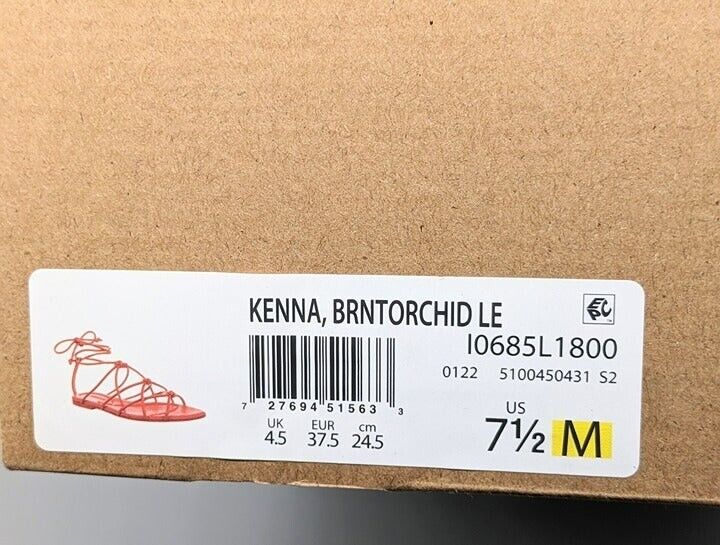 KENNA, BRNTORCHID LE
I0685L1800
0122 5100450431 S2
7 27694 51563 3
UK EUR cm
4.5 37.5 24.5
US
7½ M